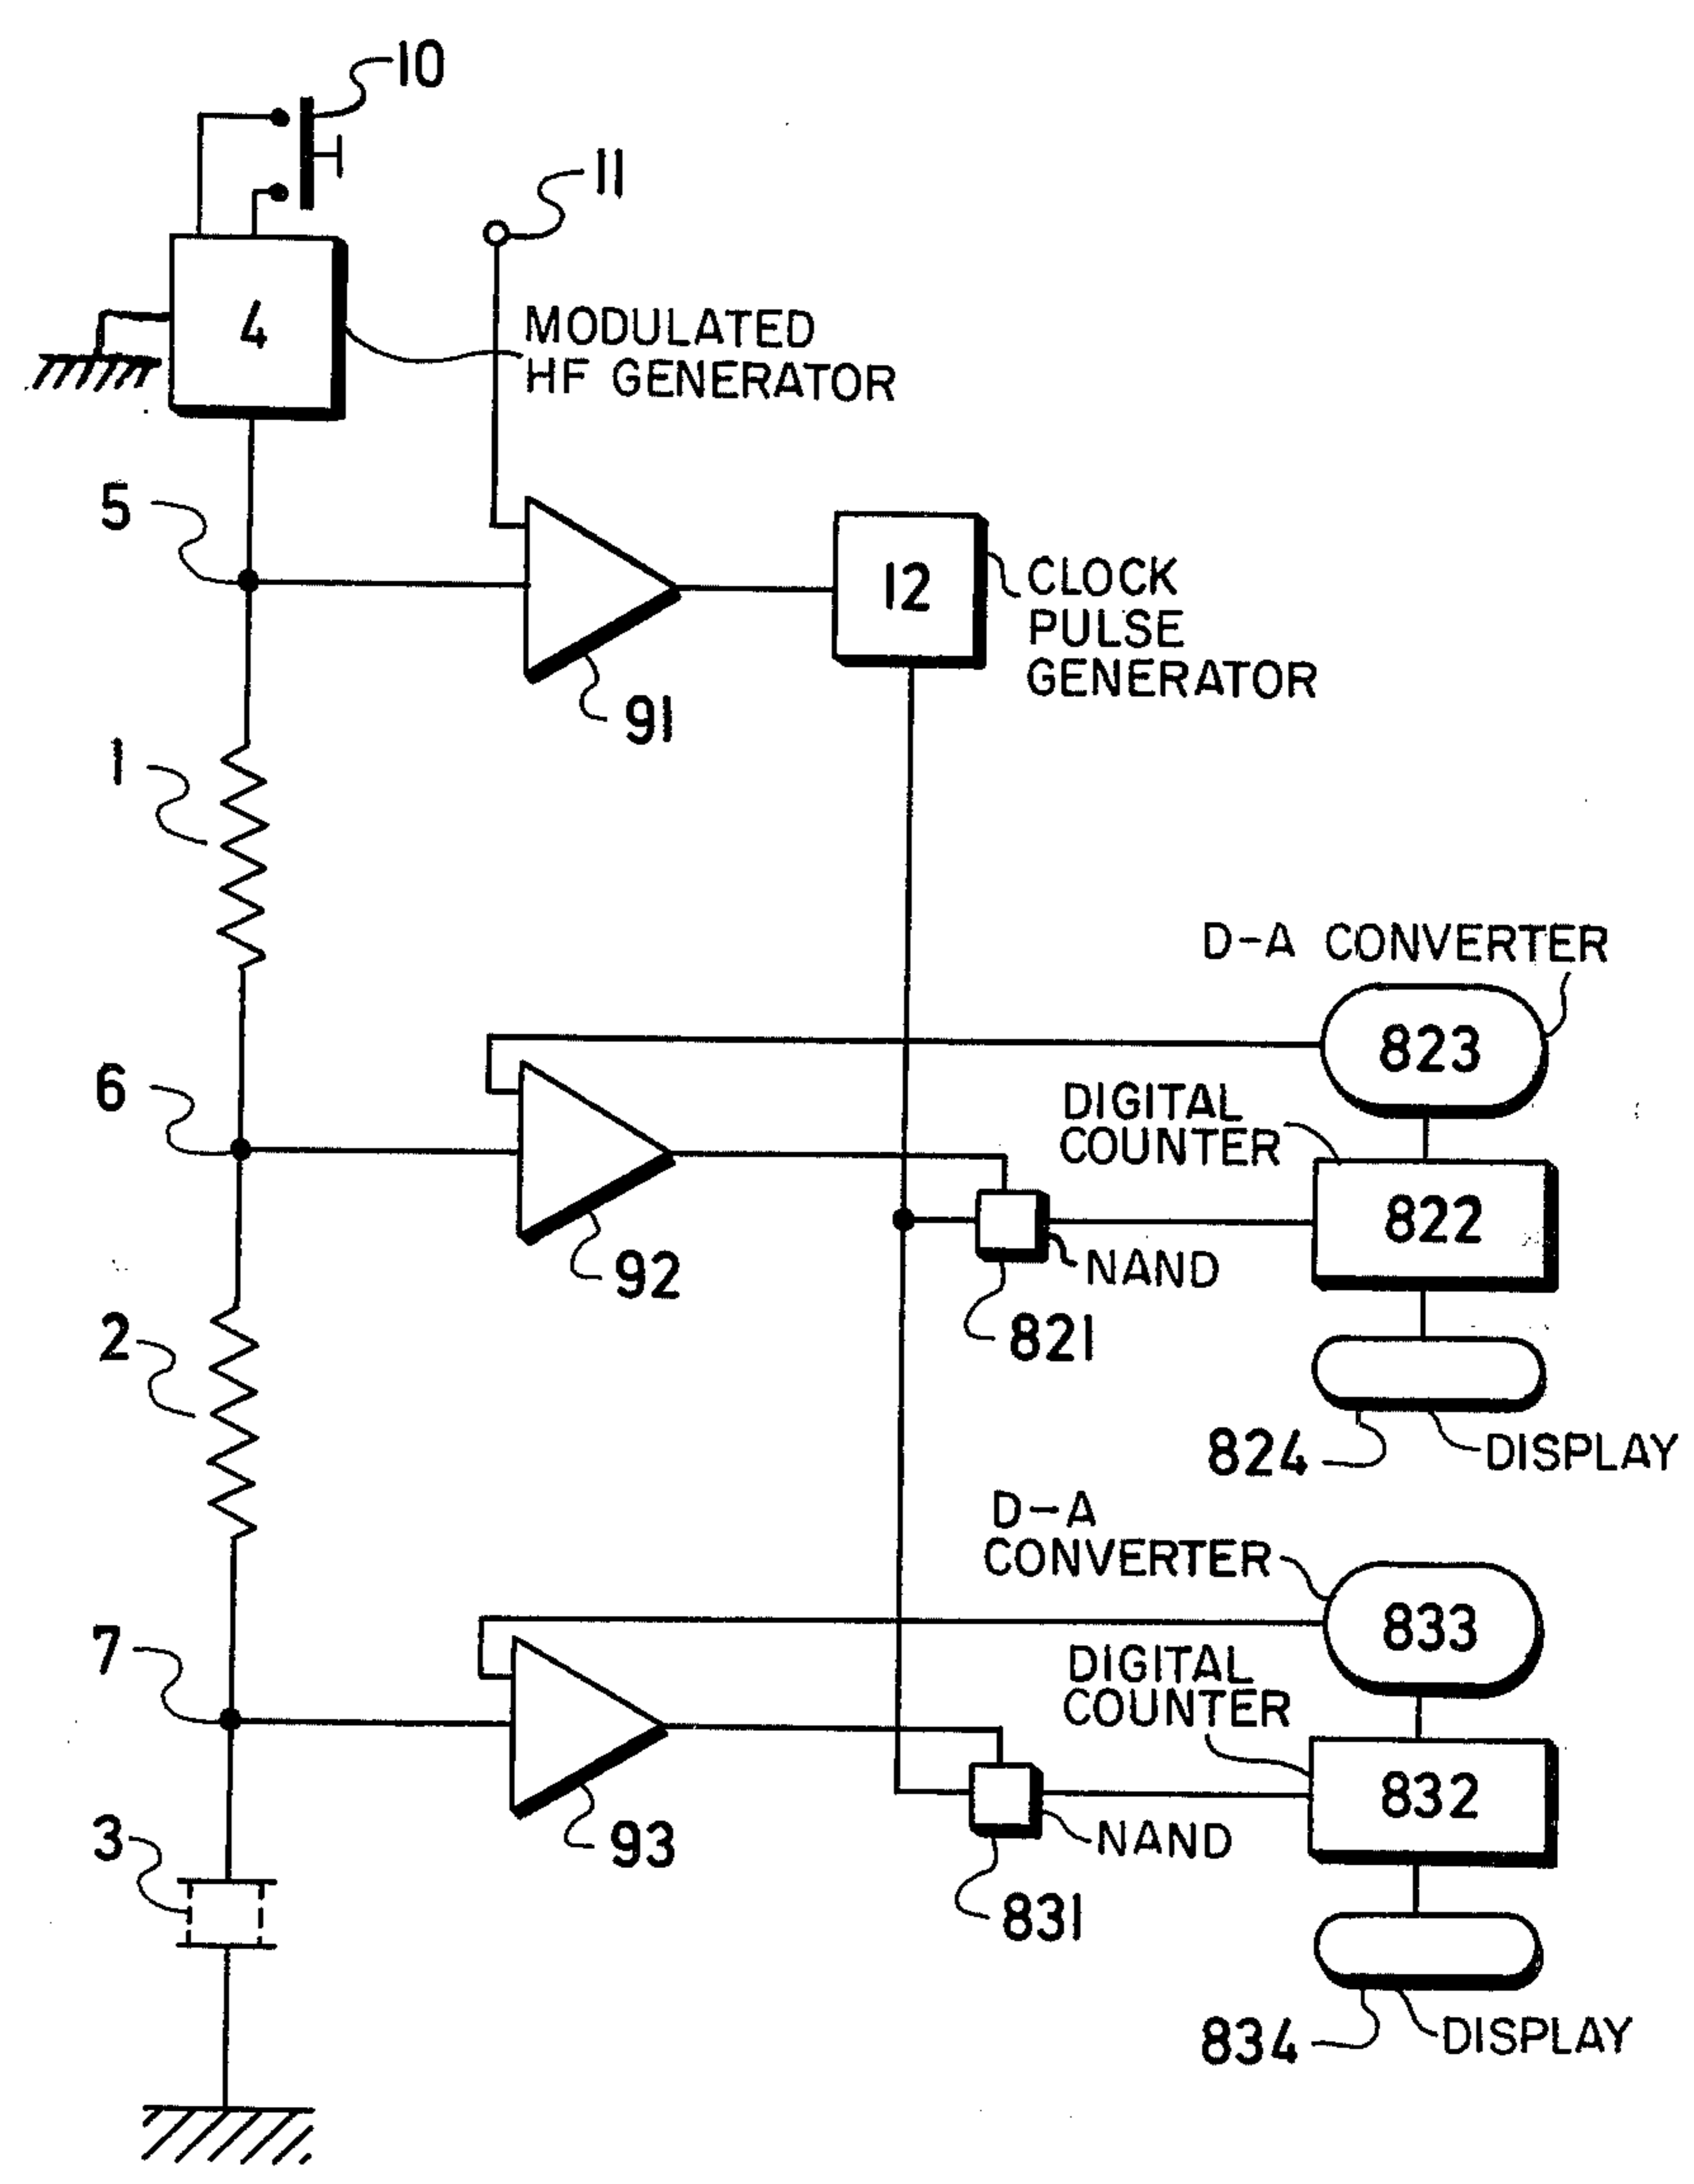 10
11
4
MODULATED
HF GENERATOR
5
12
CLOCK
PULSE
GENERATOR
91
1
D-A CONVERTER
823
6
DIGITAL
COUNTER
822
92
NAND
821
2
824
DISPLAY
D-A
CONVERTER
833
7
DIGITAL
COUNTER
832
93
NAND
3
831
834
DISPLAY